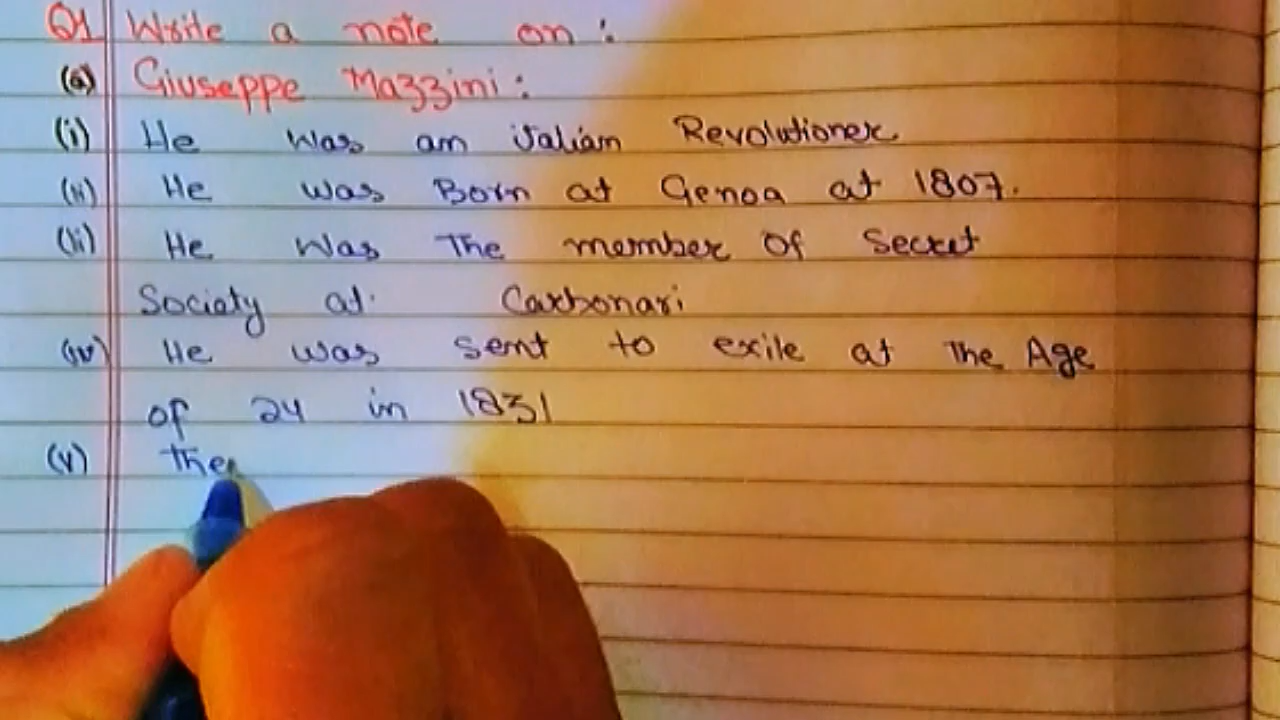 Q1 Write a note on :
(a) Giuseppe Mazzini :
(i) He was an italian Revolutioner.
(ii) He was Born at Genoa at 1807.
(iii) He was The member Of Secret
Society at Carbonari
(iv) He was sent to exile at The Age
of 24 in 1831
(v) then